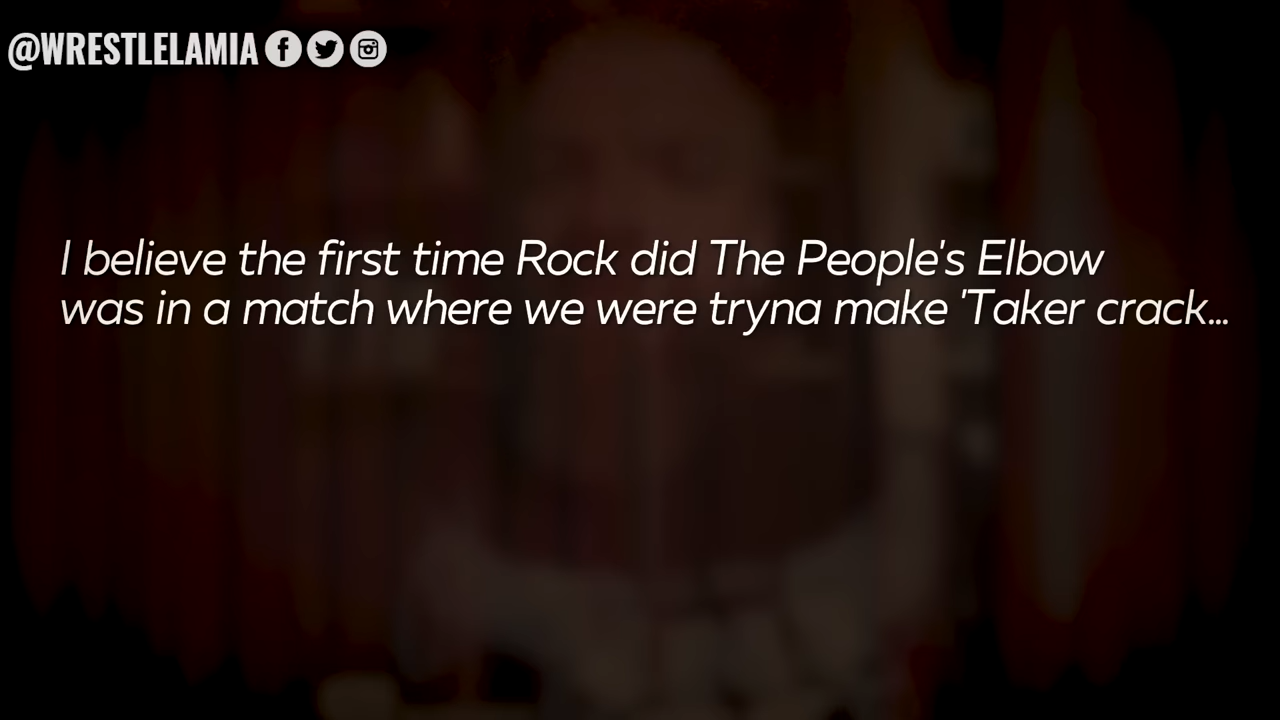 @WRESTLELAMIA
I believe the first time Rock did The People's Elbow
was in a match where we were tryna make 'Taker crack...